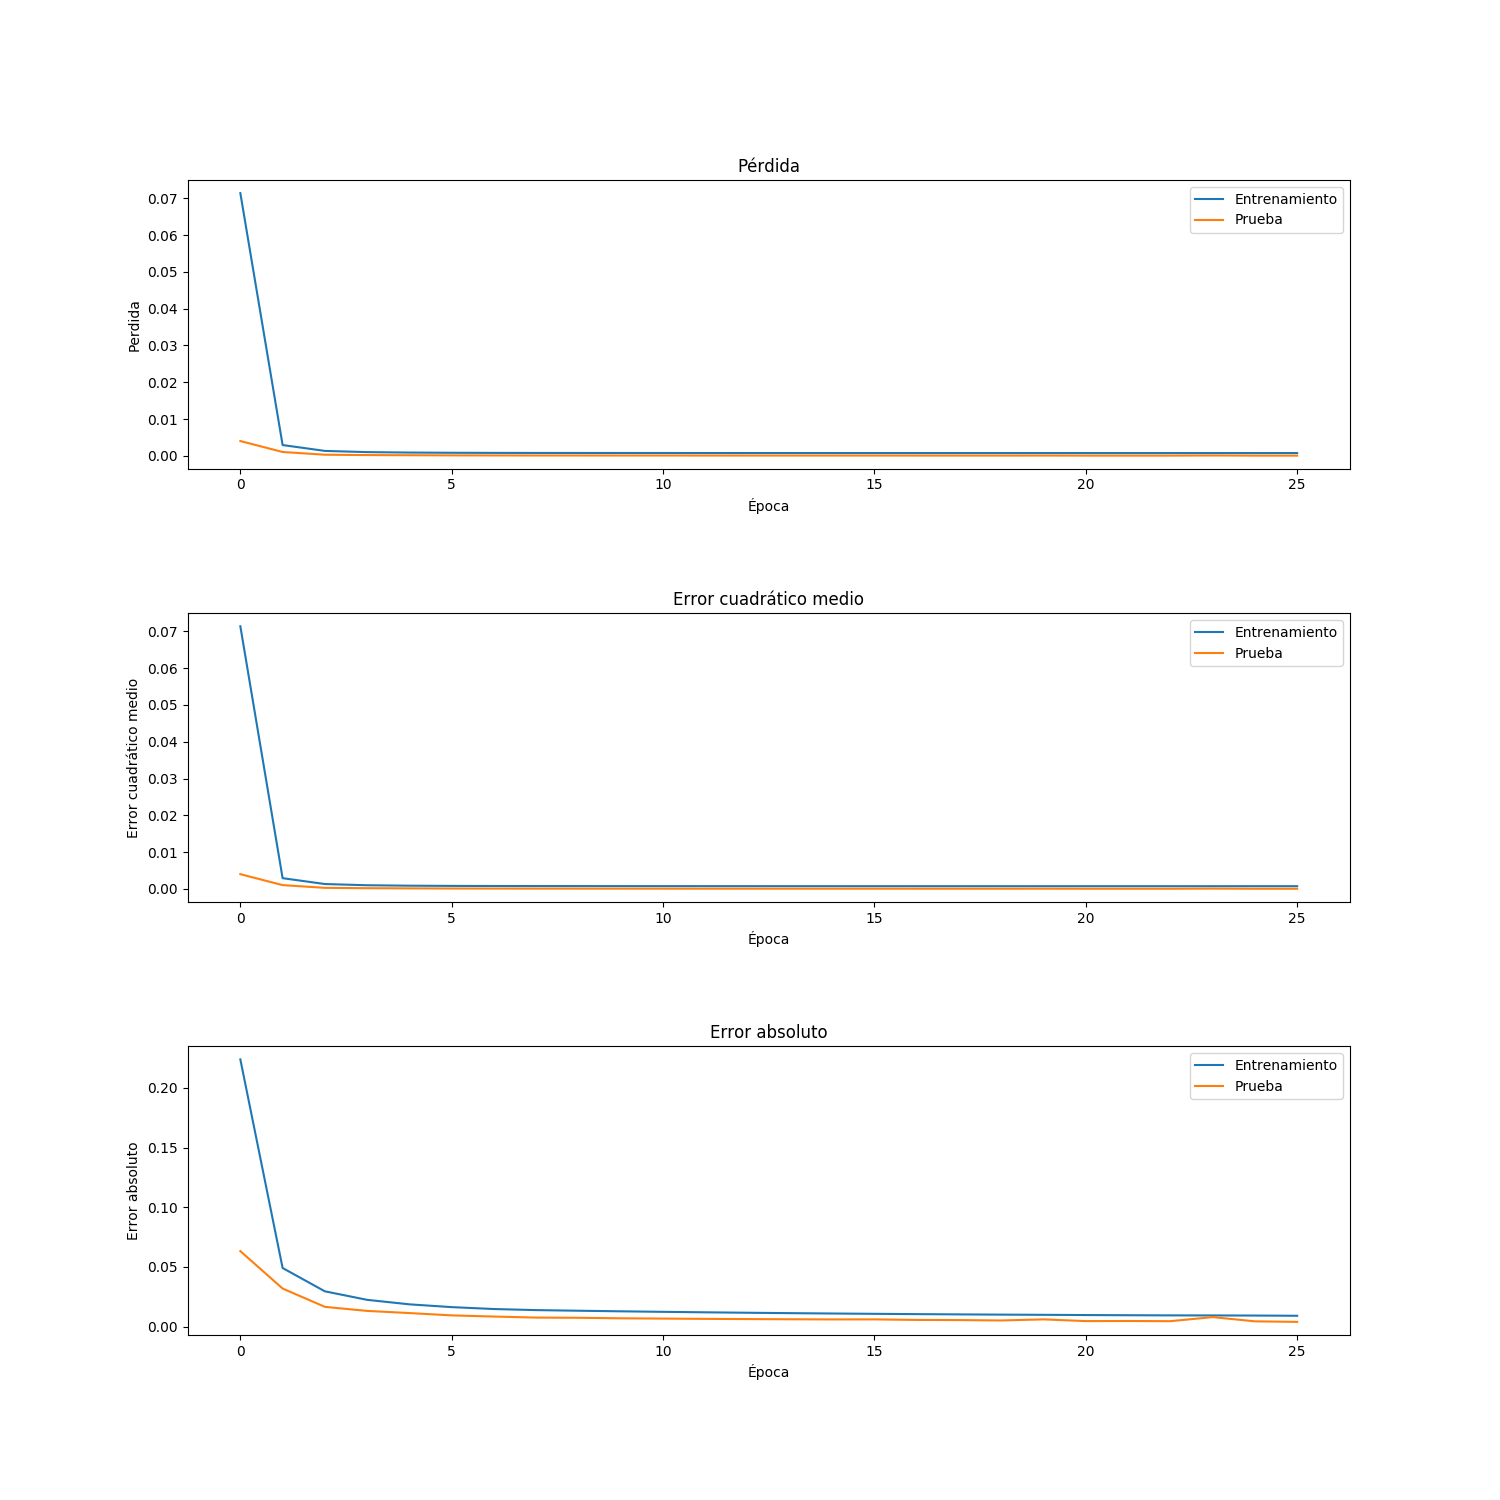 Pérdida
0.07
0.06
0.05
0.04
0.03
0.02
0.01
0.00
Perdida
Entrenamiento
Prueba
0 5 10 15 20 25
Época
Error cuadrático medio
0.07
0.06
0.05
0.04
0.03
0.02
0.01
0.00
Error cuadrático medio
Entrenamiento
Prueba
0 5 10 15 20 25
Época
Error absoluto
0.20
0.15
0.10
0.05
0.00
Error absoluto
Entrenamiento
Prueba
0 5 10 15 20 25
Época